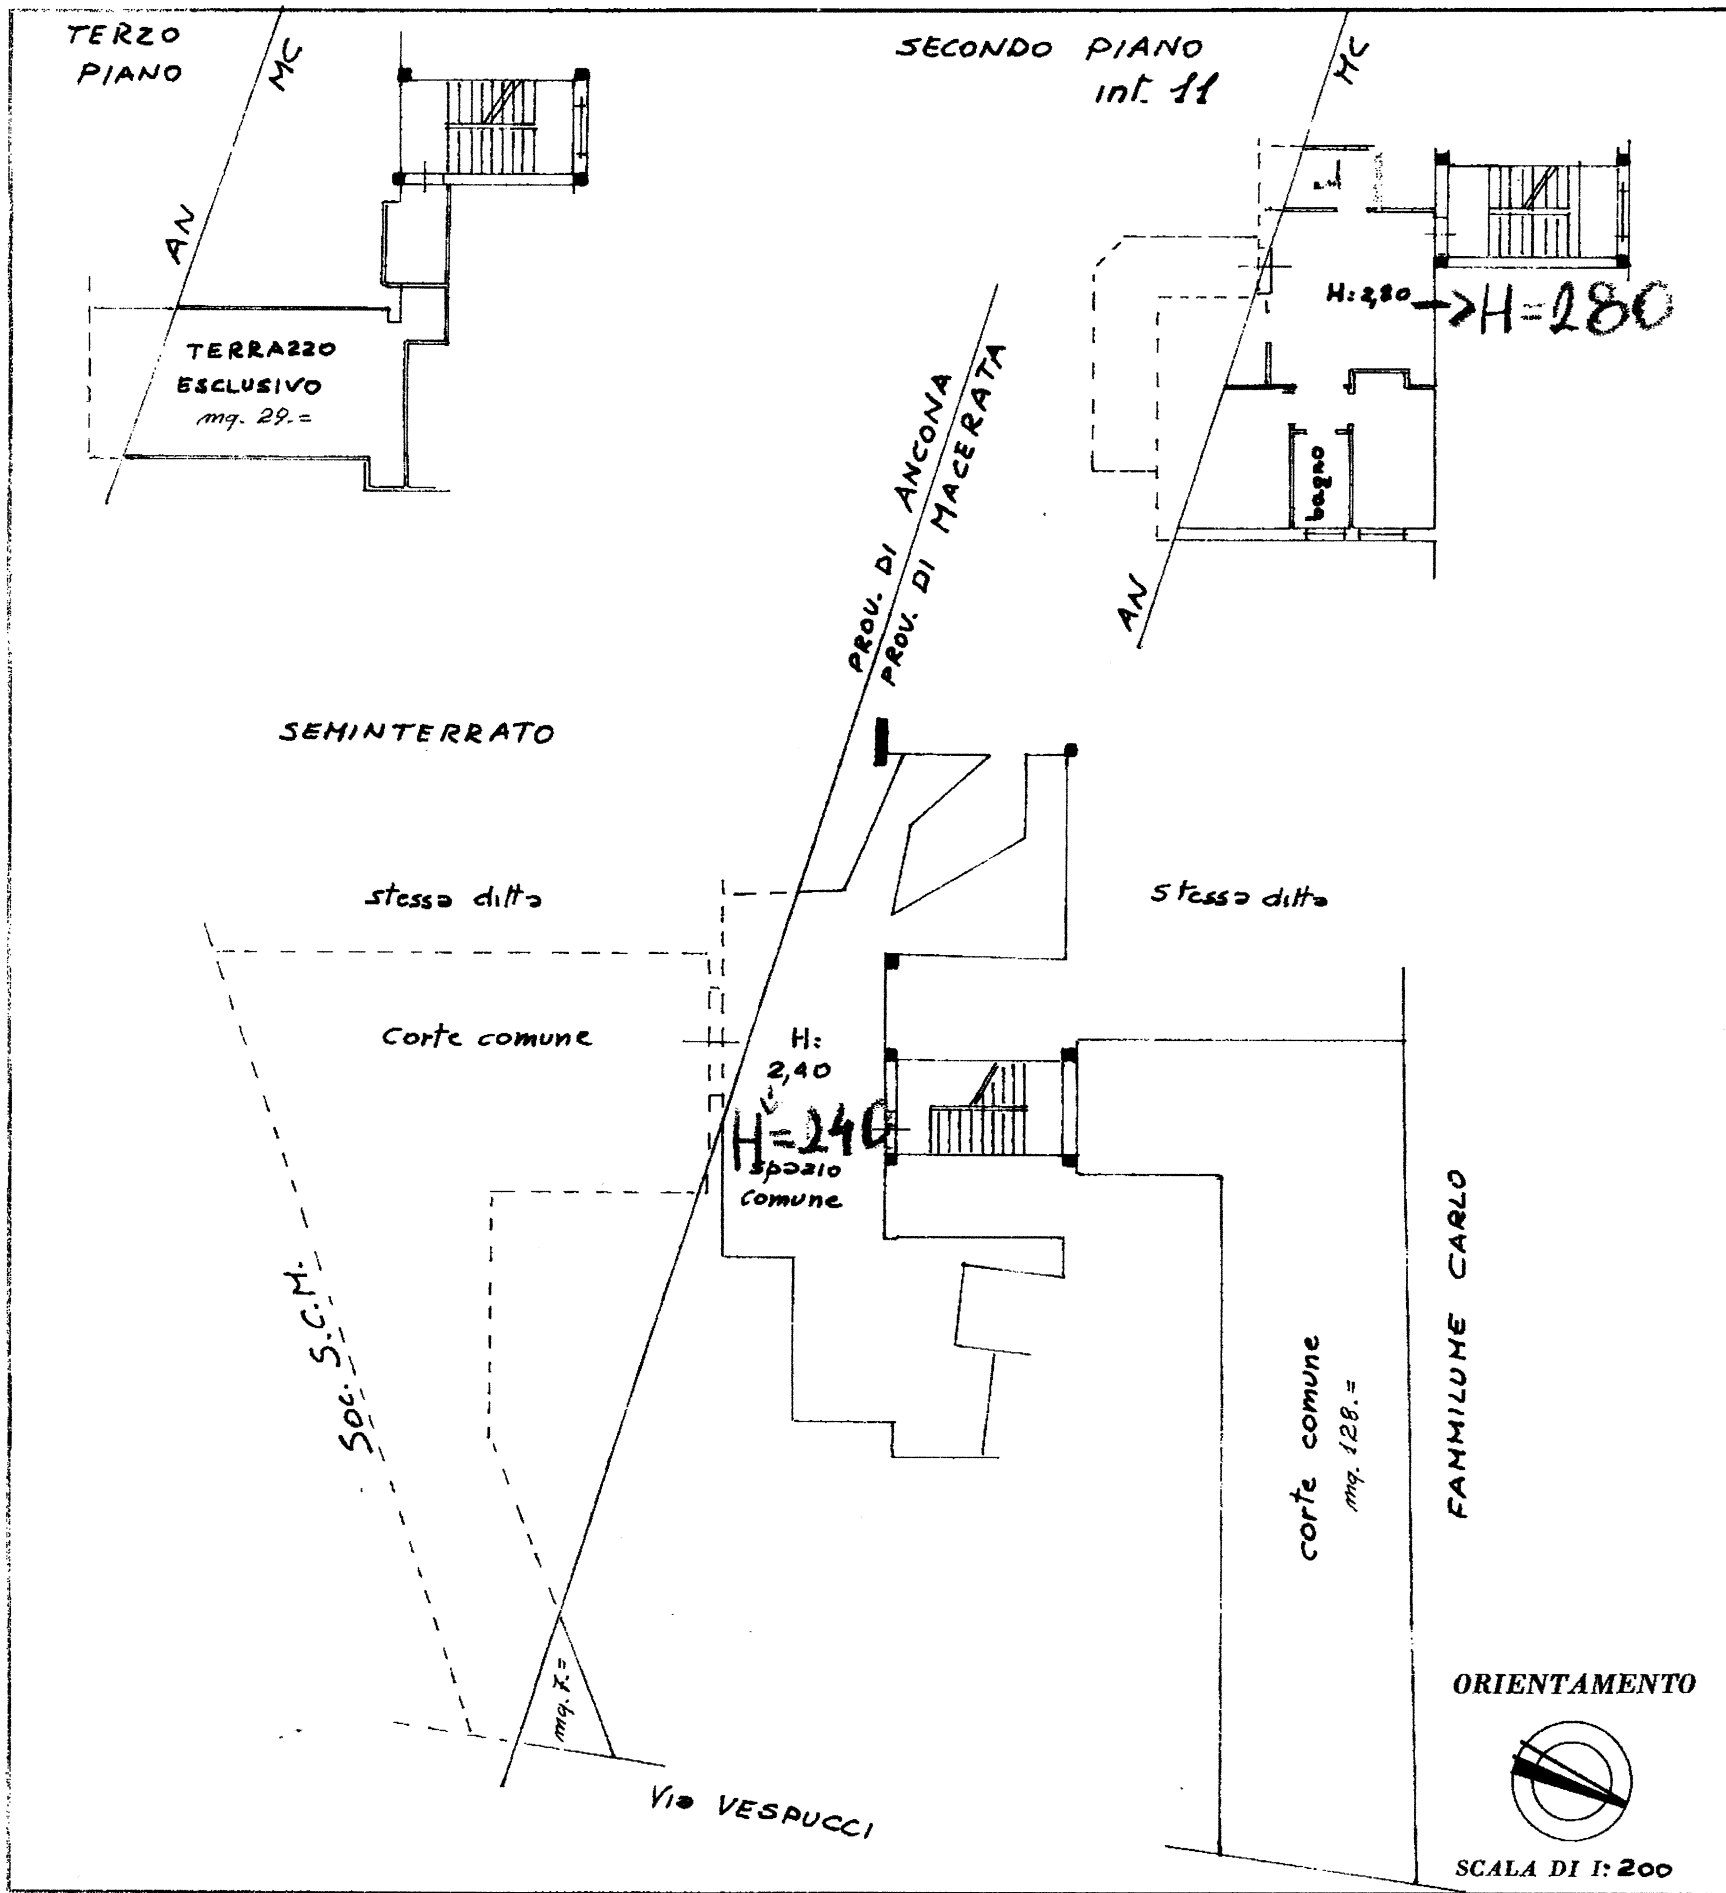 TERZO
PIANO
MC
AN
TERRAZZO
ESCLUSIVO
mq. 29.=
SECONDO PIANO
int. 11
MC
H: 2,80
H=280
bagno
AN
PROV. DI ANCONA
PROV. DI MACERATA
SEMINTERRATO
stessa ditta
stessa ditta
Corte comune
H:
2,40
H=240
spazio
comune
Soc. S.C.M.
corte comune
mq. 128.=
FAMMILUME CARLO
mq. 7.=
Via VESPUCCI
ORIENTAMENTO
SCALA DI 1: 200